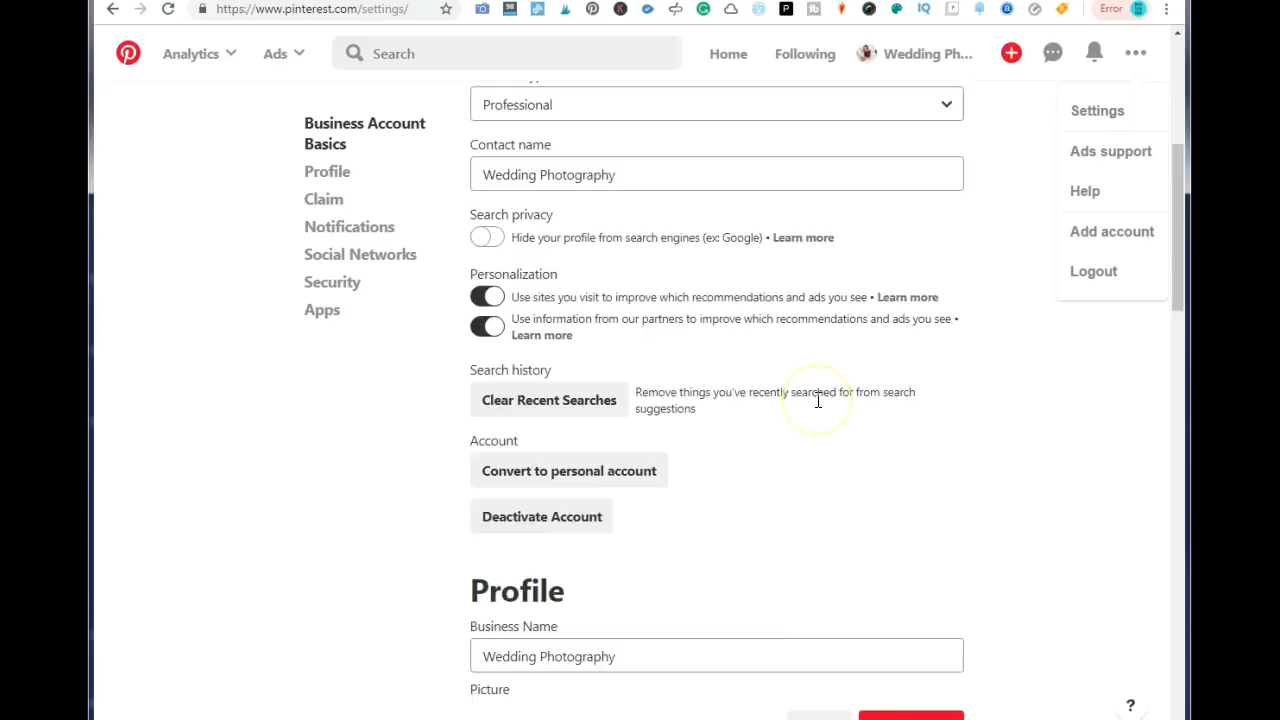 https://www.pinterest.com/settings/
Error
Analytics
Ads
Search
Home
Following
Wedding Ph...
Settings
Ads support
Help
Add account
Logout
Business Account
Basics
Profile
Claim
Notifications
Social Networks
Security
Apps
Professional
Contact name
Wedding Photography
Search privacy
Hide your profile from search engines (ex: Google) • Learn more
Personalization
Use sites you visit to improve which recommendations and ads you see • Learn more
Use information from our partners to improve which recommendations and ads you see •
Learn more
Search history
Clear Recent Searches
Remove things you've recently searched for from search
suggestions
Account
Convert to personal account
Deactivate Account
Profile
Business Name
Wedding Photography
Picture
?